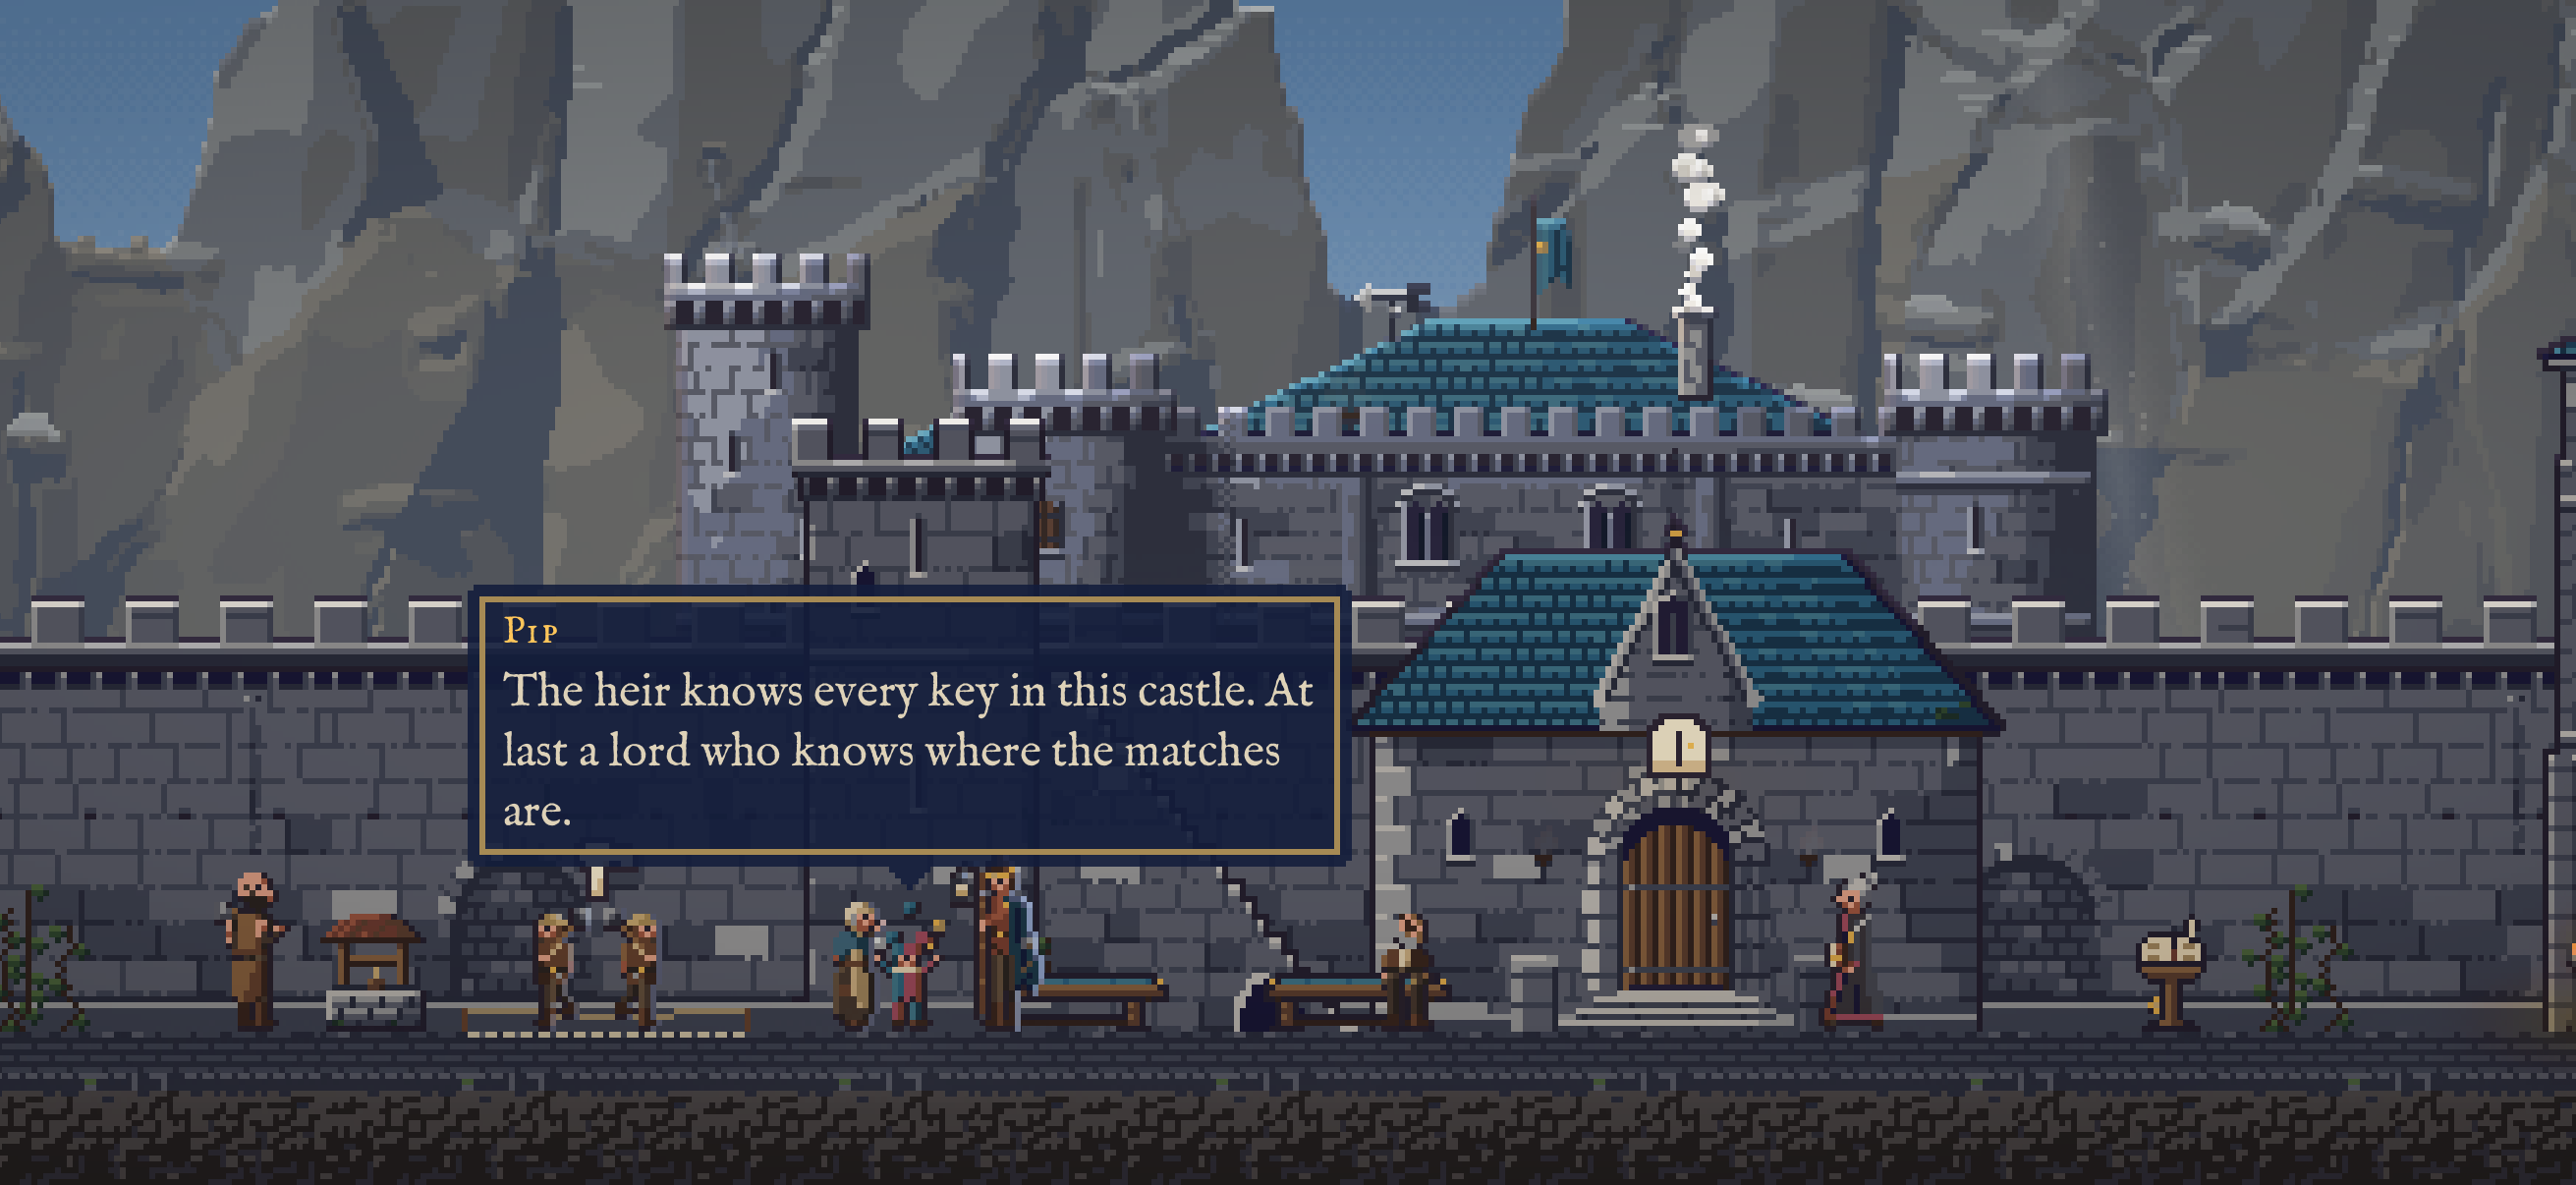 Pip
The heir knows every key in this castle. At
last a lord who knows where the matches
are.